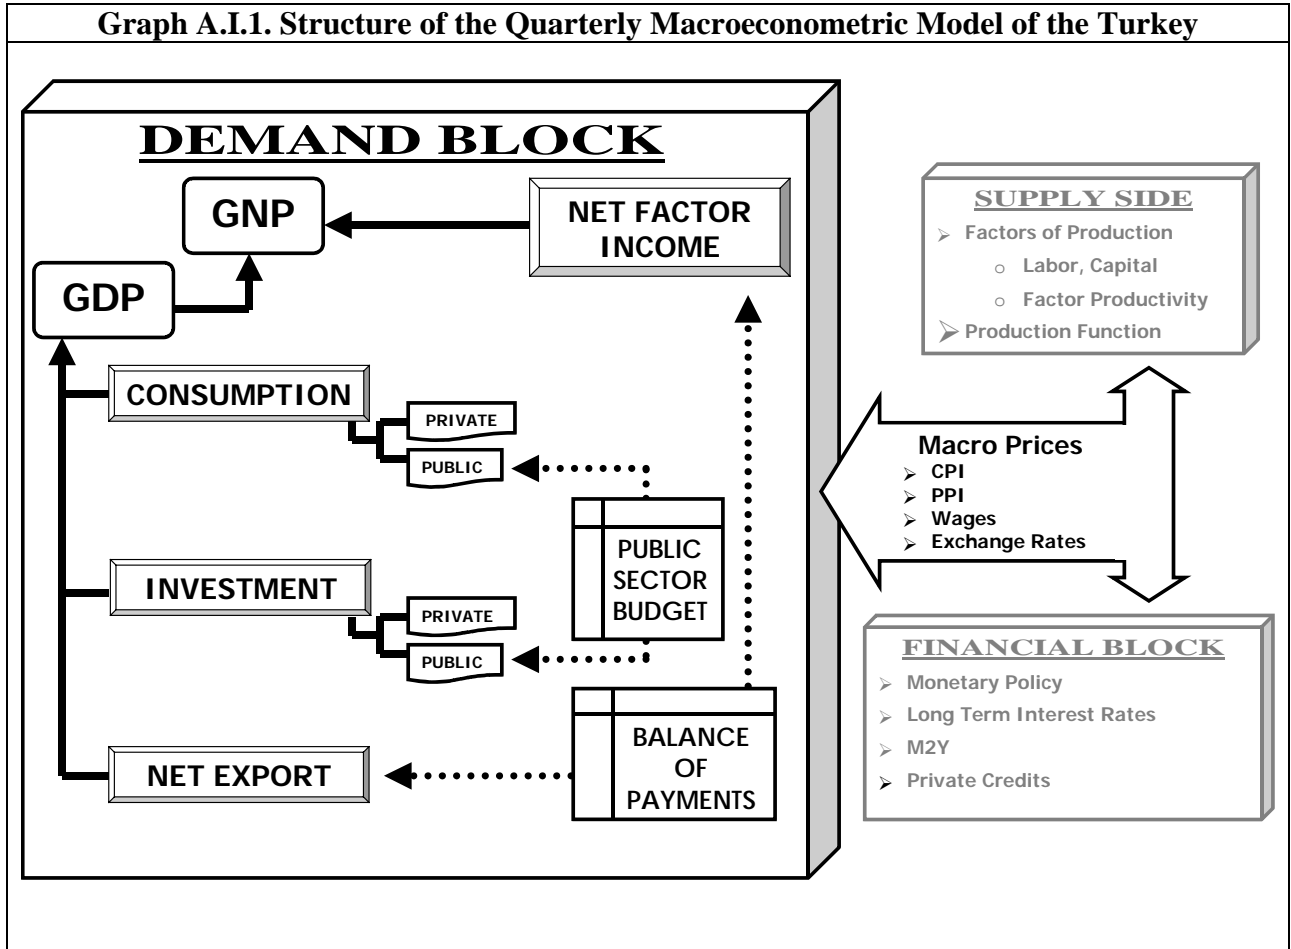 Graph A.I.1. Structure of the Quarterly Macroeconometric Model of the Turkey
DEMAND BLOCK
GNP
NET FACTOR
INCOME
GDP
CONSUMPTION
PRIVATE
PUBLIC
PUBLIC
SECTOR
BUDGET
INVESTMENT
PRIVATE
PUBLIC
BALANCE
OF
PAYMENTS
NET EXPORT
SUPPLY SIDE
Factors of Production
Labor, Capital
Factor Productivity
Production Function
Macro Prices
CPI
PPI
Wages
Exchange Rates
FINANCIAL BLOCK
Monetary Policy
Long Term Interest Rates
M2Y
Private Credits